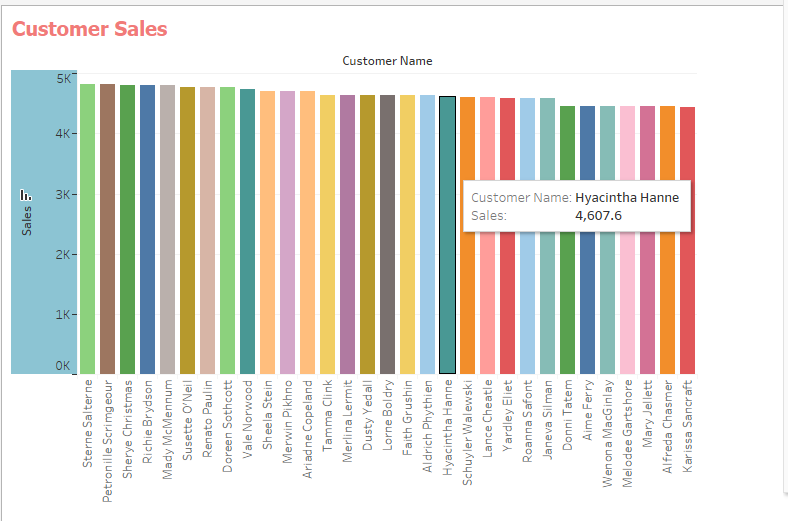 Customer Sales
Customer Name
5K
4K
3K
2K
1K
0K
Sales
Customer Name: Hyacintha Hanne
Sales: 4,607.6
Sterne Salterne
Petronille Scrimgeour
Sherye Christmas
Richie Brydson
Mady McMennum
Susette O'Neil
Renato Paulin
Doreen Sothcott
Vale Norwood
Sheela Stein
Merwin Pikhno
Ariadne Copeland
Tamma Clink
Merlina Lermit
Dusty Yedall
Lorne Boldry
Faith Grushin
Aldrich Phythien
Hyacintha Hanne
Schuyler Walewski
Lance Cheatle
Yardley Eliet
Roanna Safont
Janeva Silman
Donni Tatem
Aime Ferry
Wenona MacGinlay
Melodee Gartshore
Mary Jellett
Alfreda Chasmer
Karissa Sancraft